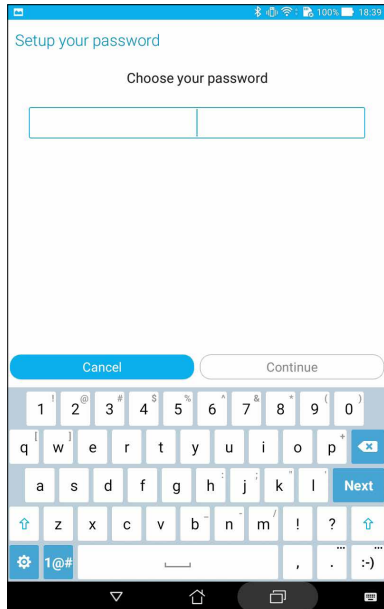 100% 18:39
Setup your password
Choose your password
Cancel Continue
! @ # $ % ^ & * ( )
1 2 3 4 5 6 7 8 9 0
[ ] +
q w e r t y u i o p
: ; " '
a s d f g h j k l Next
_ - /
z x c v b n m ! ?
... ...
1@# , . :-)